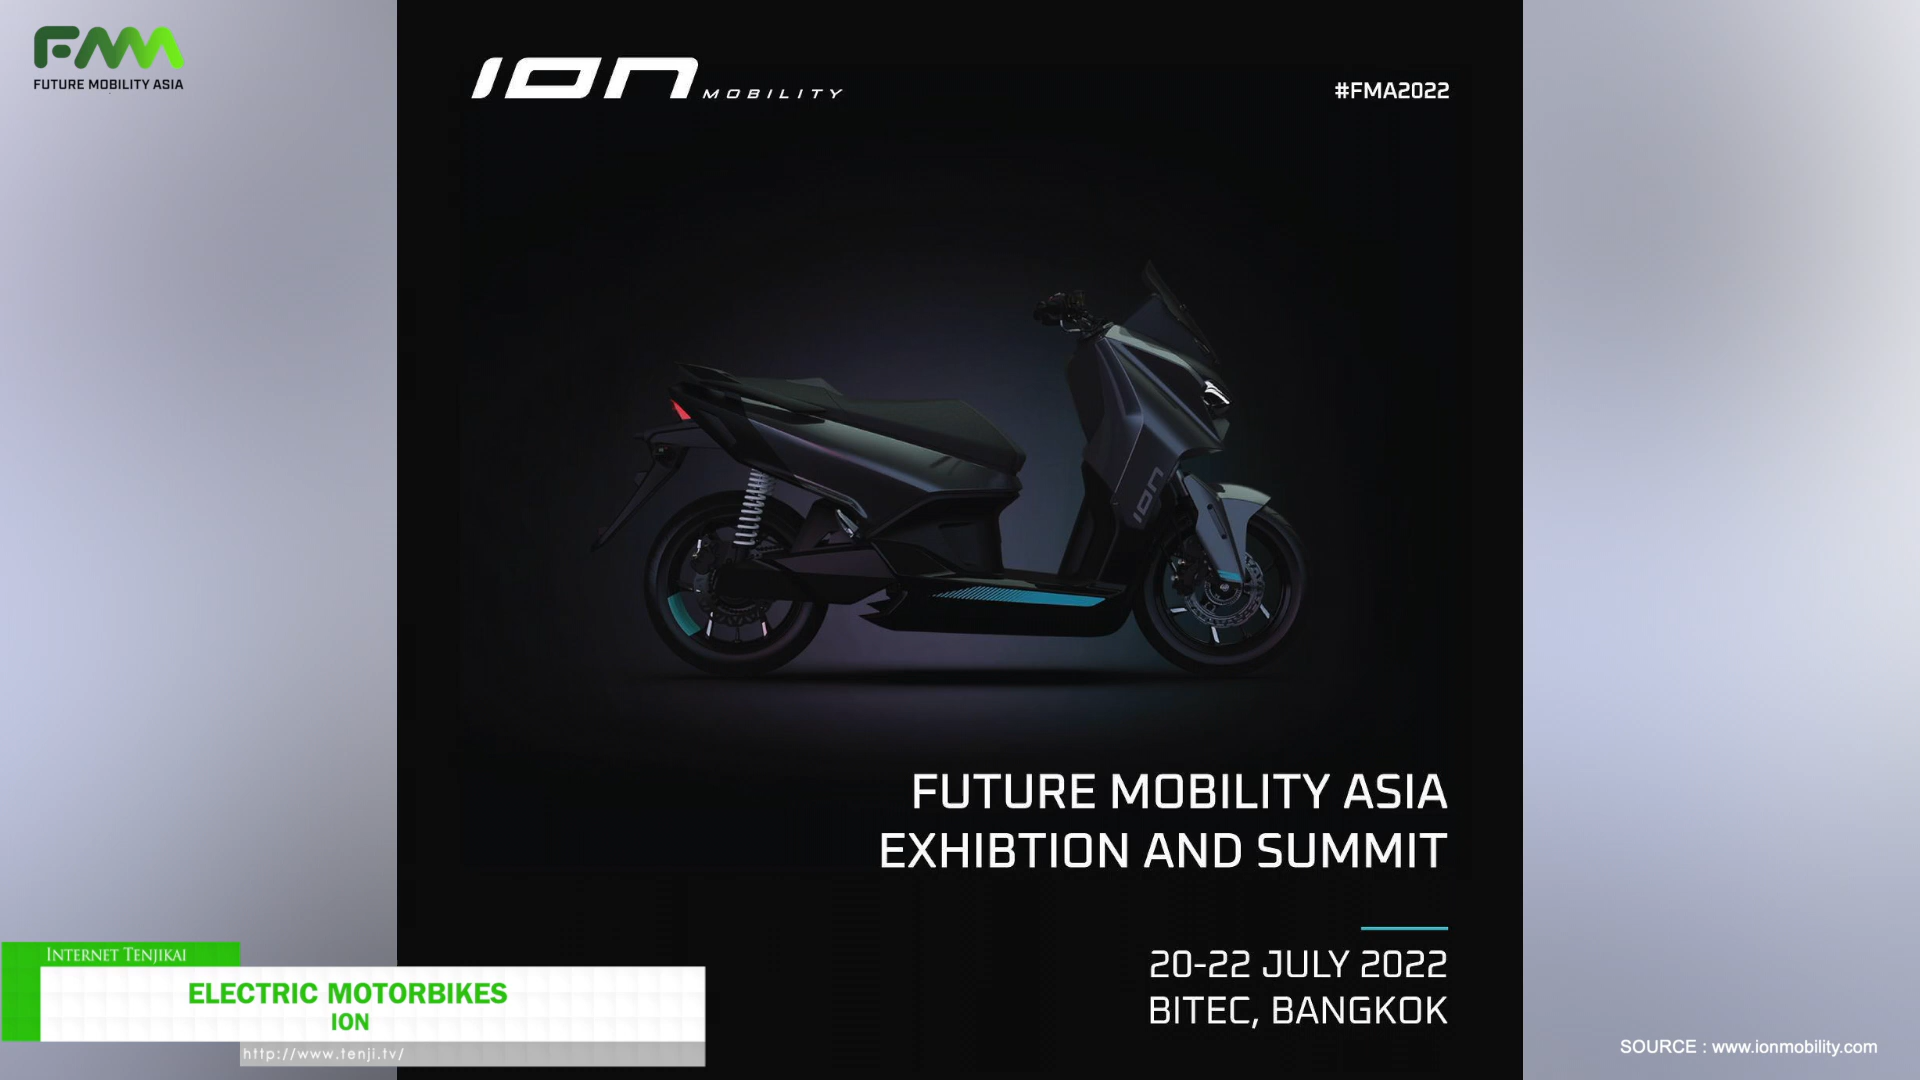 FMA
FUTURE MOBILITY ASIA
ION MOBILITY
#FMA2022
ION
FUTURE MOBILITY ASIA
EXHIBTION AND SUMMIT
20-22 JULY 2022
BITEC, BANGKOK
INTERNET TENJIKAI
ELECTRIC MOTORBIKES
ION
http://www.tenji.tv/
SOURCE : www.ionmobility.com